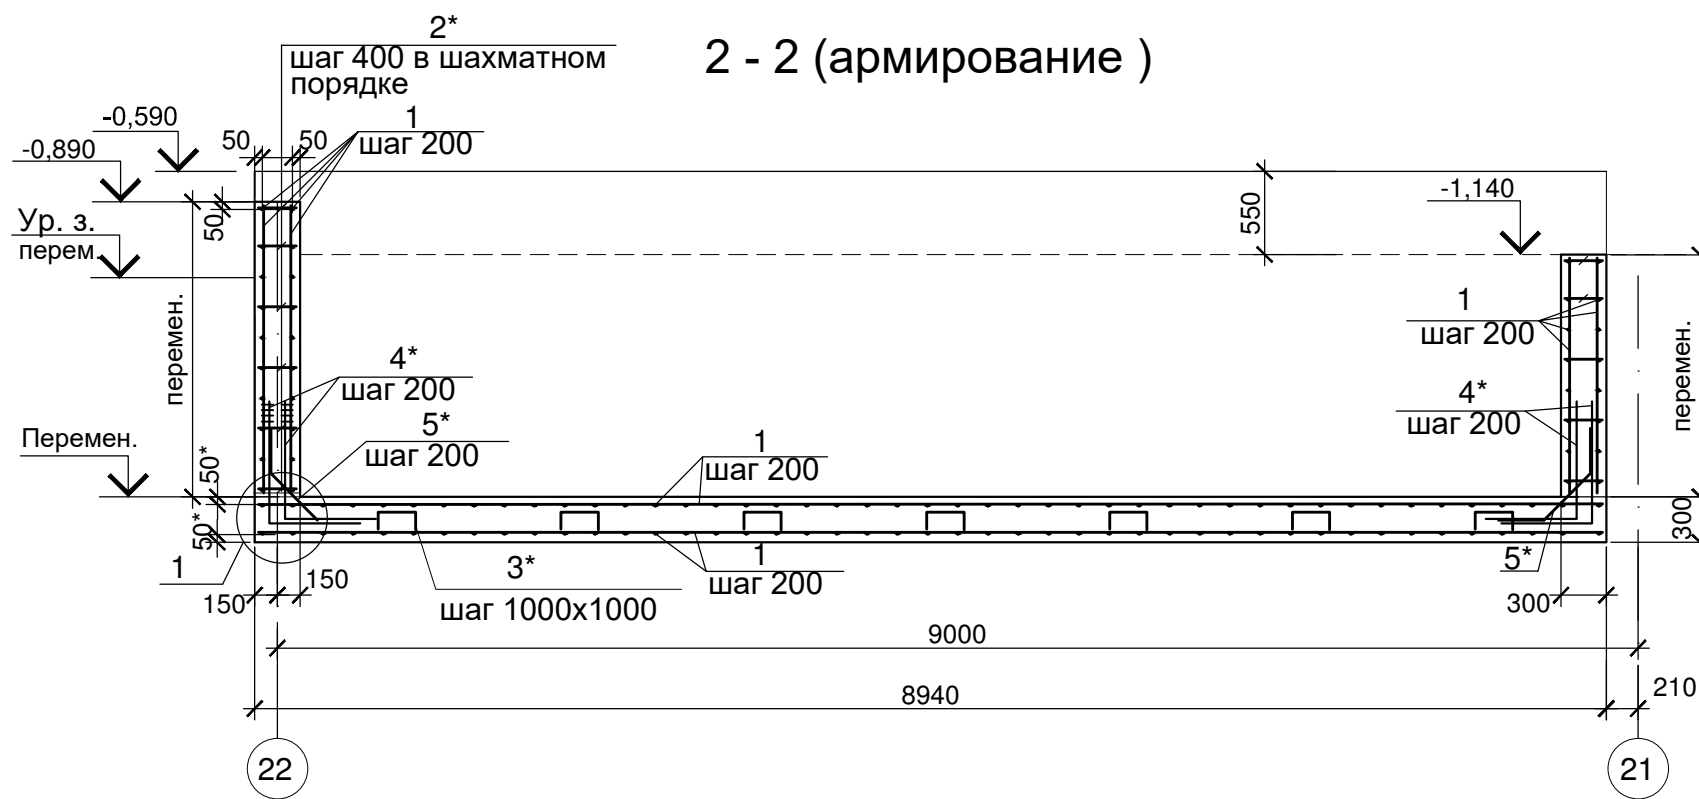 2*
шаг 400 в шахматном
порядке
2 - 2 (армирование )
-0,590
-0,890
50
50
1
шаг 200
50
Ур. з.
перем.
-1,140
550
1
шаг 200
перемен.
перемен.
4*
шаг 200
4*
шаг 200
5*
шаг 200
Перемен.
50*
1
шаг 200
50*
300
1
150
150
3*
шаг 1000x1000
1
шаг 200
5*
300
9000
8940
210
22
21